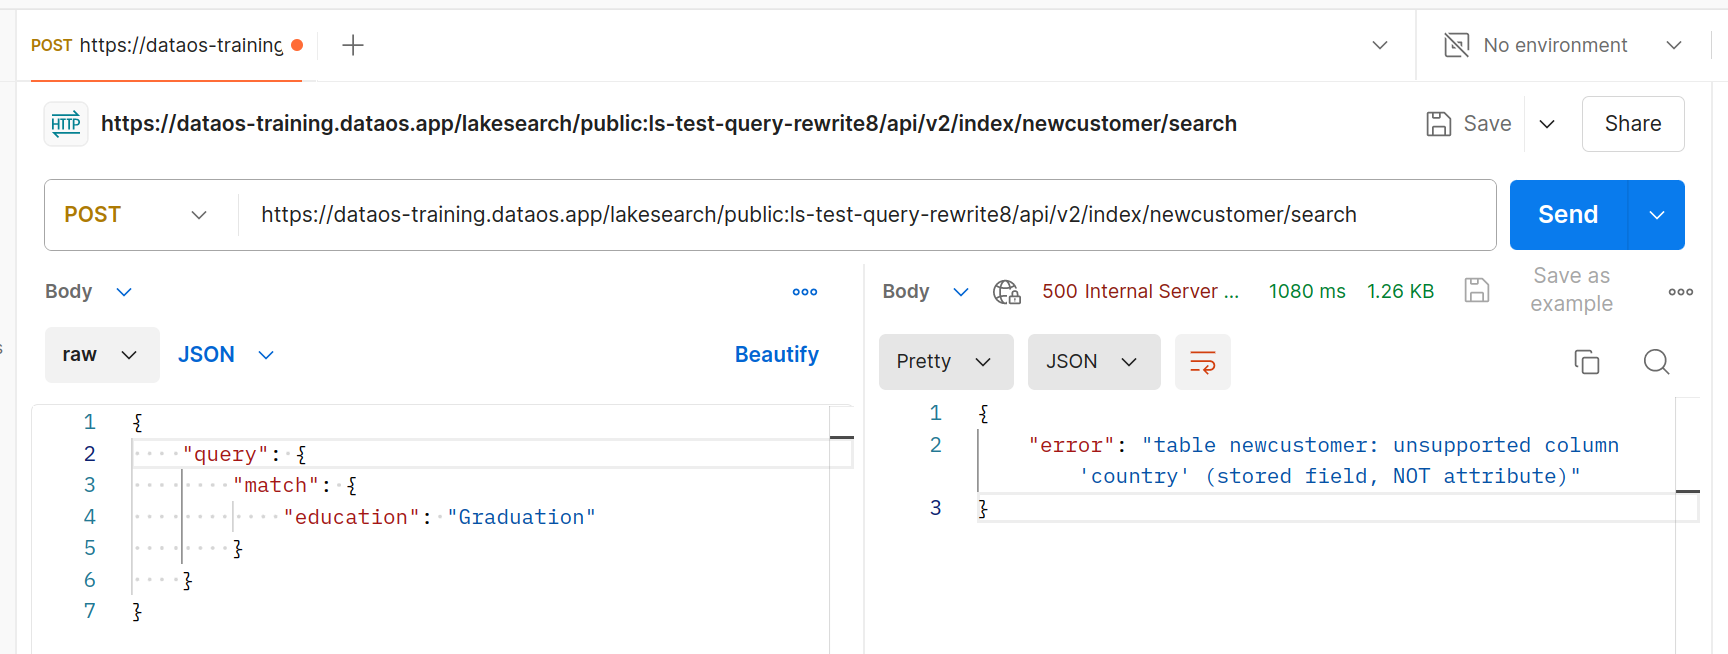 POST https://dataos-training
No environment
HTTP https://dataos-training.dataos.app/lakesearch/public:ls-test-query-rewrite8/api/v2/index/newcustomer/search
Save
Share
POST
https://dataos-training.dataos.app/lakesearch/public:ls-test-query-rewrite8/api/v2/index/newcustomer/search
Send
Body
raw
JSON
Beautify
1 {
2 "query": {
3 "match": {
4 "education": "Graduation"
5 }
6 }
7 }
Body
500 Internal Server ...
1080 ms
1.26 KB
Save as
example
Pretty
JSON
1 {
2 "error": "table newcustomer: unsupported column
'country' (stored field, NOT attribute)"
3 }